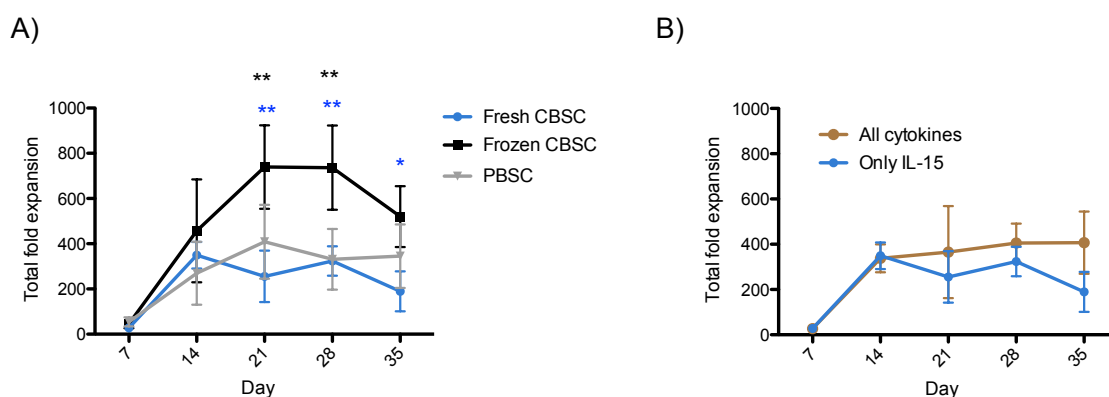 A)
**
**
**
**
*
Total fold expansion
1000
800
600
400
200
0
7
14
21
28
35
Day
Fresh CBSC
Frozen CBSC
PBSC
B)
Total fold expansion
1000
800
600
400
200
0
7
14
21
28
35
Day
All cytokines
Only IL-15